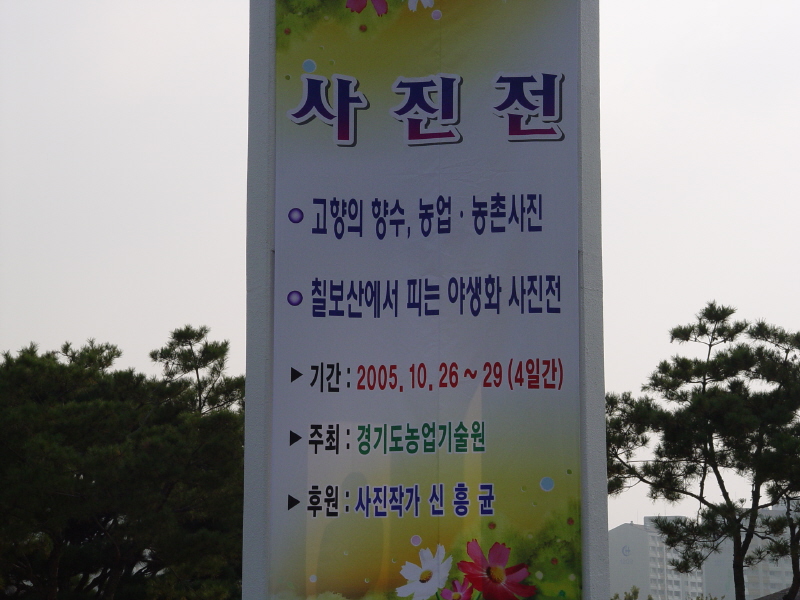 사진전
고향의 향수, 농업 · 농촌사진
칠보산에서 피는 야생화 사진전
▶ 기간 : 2005. 10. 26 ~ 29 (4일간)
▶ 주최 : 경기도농업기술원
▶ 후원 : 사진작가 신 흥 균